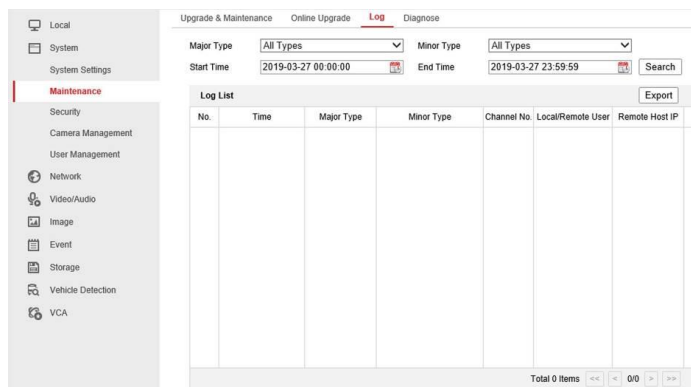 Local
System
System Settings
Maintenance
Security
Camera Management
User Management
Network
Video/Audio
Image
Event
Storage
Vehicle Detection
VCA
Upgrade & Maintenance Online Upgrade Log Diagnose
Major Type All Types Minor Type All Types
Start Time 2019-03-27 00:00:00 End Time 2019-03-27 23:59:59 Search
Log List Export
No. Time Major Type Minor Type Channel No. Local/Remote User Remote Host IP
Total 0 Items << < 0/0 > >>